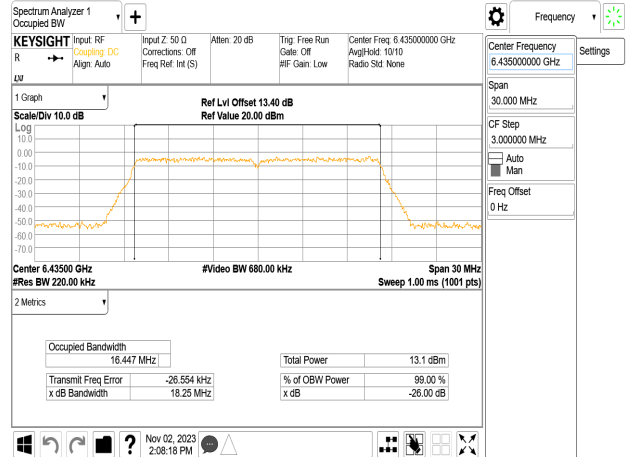 Spectrum Analyzer 1
Occupied BW
Frequency
KEYSIGHT
R
Input: RF
Coupling: DC
Align: Auto
Input Z: 50 Ω
Corrections: Off
Freq Ref: Int (S)
Atten: 20 dB
Trig: Free Run
Gate: Off
#IF Gain: Low
Center Freq: 6.435000000 GHz
Avg|Hold: 10/10
Radio Std: None
Center Frequency
6.435000000 GHz
Settings
Span
30.000 MHz
CF Step
3.000000 MHz
Auto
Man
Freq Offset
0 Hz
1 Graph
Scale/Div 10.0 dB
Ref Lvl Offset 13.40 dB
Ref Value 20.00 dBm
Log
10.0
0.00
-10.0
-20.0
-30.0
-40.0
-50.0
-60.0
-70.0
Center 6.43500 GHz
#Video BW 680.00 kHz
Span 30 MHz
#Res BW 220.00 kHz
Sweep 1.00 ms (1001 pts)
2 Metrics
Occupied Bandwidth
16.447 MHz
Total Power 13.1 dBm
Transmit Freq Error -26.554 kHz
% of OBW Power 99.00 %
x dB Bandwidth 18.25 MHz
x dB -26.00 dB
?
Nov 02, 2023
2:08:18 PM